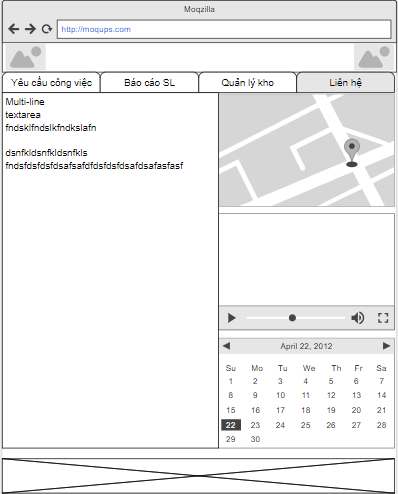 Moqzilla
http://moqups.com
Yêu cầu công việc
Báo cáo SL
Quản lý kho
Liên hệ
Multi-line
textarea
fndsklfndslkfndkslafn
dsnfkldsnfkldsnfkls
fndsfdsfdsfdsafsafdfdsfdsfdsafdsafasfasf
April 22, 2012
Su Mo Tu We Th Fr Sa
1 2 3 4 5 6 7
8 9 10 11 12 13 14
15 16 17 18 19 20 21
22 23 24 25 26 27 28
29 30